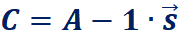 C = A − 1 · s⃗